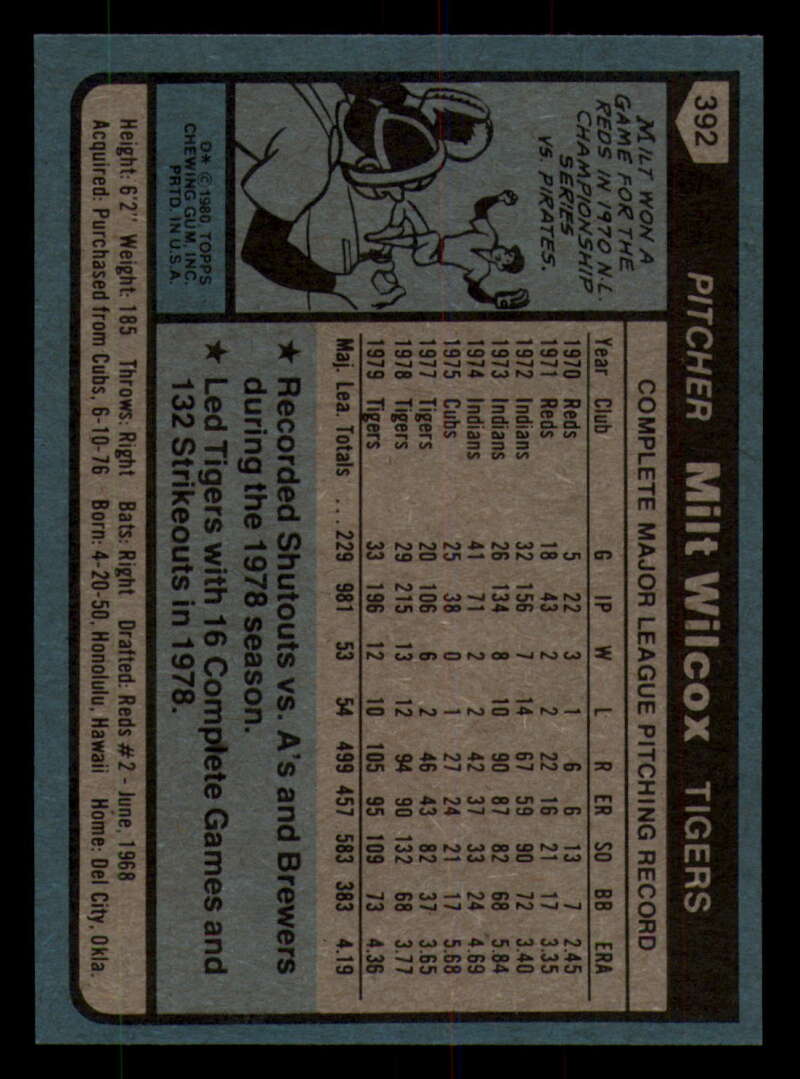 392 PITCHER Milt Wilcox TIGERS
MILT WON A
GAME FOR THE
REDS IN 1970 N.L.
CHAMPIONSHIP
SERIES
VS. PIRATES.
D* © 1980 TOPPS
CHEWING GUM, INC.
PRTD. IN U.S.A.
COMPLETE MAJOR LEAGUE PITCHING RECORD
Year Club G IP W L R ER SO BB ERA
1970 Reds 5 22 3 1 6 6 13 7 2.45
1971 Reds 18 43 2 2 22 16 21 17 3.35
1972 Indians 32 156 7 14 67 59 90 72 3.40
1973 Indians 26 134 8 10 90 87 82 68 5.84
1974 Indians 41 71 2 2 42 37 33 24 4.69
1975 Cubs 25 38 0 1 27 24 21 17 5.68
1977 Tigers 20 106 6 2 46 43 82 37 3.65
1978 Tigers 29 215 13 12 94 90 132 68 3.77
1979 Tigers 33 196 12 10 105 95 109 73 4.36
Maj. Lea. Totals ... 229 981 53 54 499 457 583 383 4.19
★ Recorded Shutouts vs. A's and Brewers
during the 1978 season.
★ Led Tigers with 16 Complete Games and
132 Strikeouts in 1978.
Height: 6'2" Weight: 185 Throws: Right Bats: Right Drafted: Reds #2 - June, 1968
Acquired: Purchased from Cubs, 6-10-76 Born: 4-20-50, Honolulu, Hawaii Home: Del City, Okla.